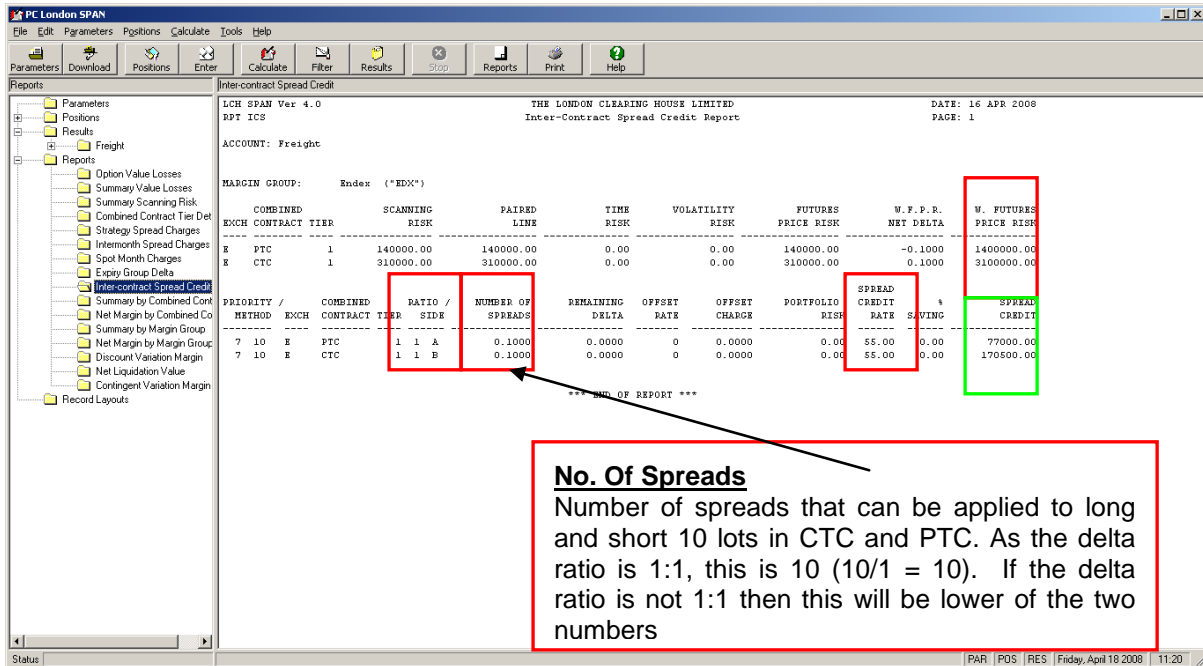 PC London SPAN
File Edit Parameters Positions Calculate Tools Help
Parameters Download Positions Enter Calculate Filter Results Stop Reports Print Help
Reports
Inter-contract Spread Credit
Parameters
Positions
Results
Freight
Reports
Option Value Losses
Summary Value Losses
Summary Scanning Risk
Combined Contract Tier Det
Strategy Spread Charges
Intermonth Spread Charges
Spot Month Charges
Expiry Group Delta
Inter-contract Spread Credit
Summary by Combined Cont
Net Margin by Combined Co
Summary by Margin Group
Net Margin by Margin Group
Discount Variation Margin
Net Liquidation Value
Contingent Variation Margin
Record Layouts
LCH SPAN Ver 4.0 THE LONDON CLEARING HOUSE LIMITED DATE: 16 APR 2008
RPT ICS Inter-Contract Spread Credit Report PAGE: 1
ACCOUNT: Freight
MARGIN GROUP: Endex ("EDX")
COMBINED SCANNING PAIRED TIME VOLATILITY FUTURES W.F.P.R. W. FUTURES
EXCH CONTRACT TIER RISK LINE RISK RISK PRICE RISK NET DELTA PRICE RISK
E PTC 1 140000.00 140000.00 0.00 0.00 140000.00 -0.1000 1400000.00
E CTC 1 310000.00 310000.00 0.00 0.00 310000.00 0.1000 3100000.00
SPREAD
PRIORITY / COMBINED RATIO / NUMBER OF REMAINING OFFSET OFFSET PORTFOLIO CREDIT % SPREAD
METHOD EXCH CONTRACT TIER SIDE SPREADS DELTA RATE CHARGE RISK RATE SAVING CREDIT
7 10 E PTC 1 1 A 0.1000 0.0000 0 0.0000 0.00 55.00 0.00 77000.00
7 10 E CTC 1 1 B 0.1000 0.0000 0 0.0000 0.00 55.00 0.00 170500.00
*** END OF REPORT ***
No. Of Spreads
Number of spreads that can be applied to long
and short 10 lots in CTC and PTC. As the delta
ratio is 1:1, this is 10 (10/1 = 10). If the delta
ratio is not 1:1 then this will be lower of the two
numbers
Status PAR POS RES Friday, April 18 2008 11:20